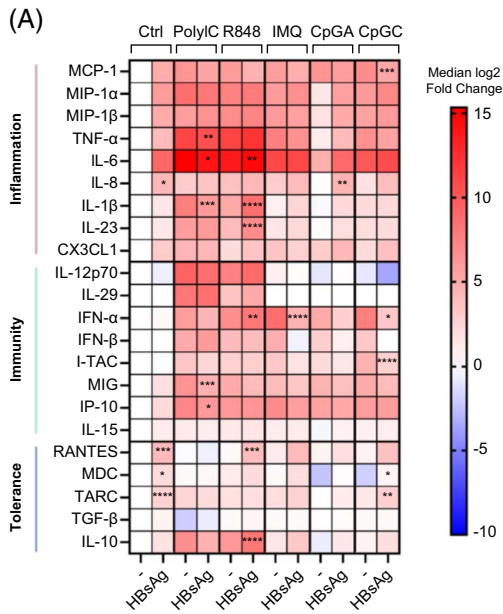 (A)
Ctrl PolyIC R848 IMQ CpGA CpGC
Inflammation
MCP-1 ***
MIP-1α
MIP-1β
TNF-α **
IL-6 * **
IL-8 * **
IL-1β *** ****
IL-23 ****
CX3CL1
Immunity
IL-12p70
IL-29
IFN-α ** **** *
IFN-β
I-TAC ****
MIG ***
IP-10 *
IL-15
Tolerance
RANTES *** ***
MDC * *
TARC **** **
TGF-β
IL-10 ****
- HBsAg - HBsAg - HBsAg - HBsAg - HBsAg - HBsAg
Median log2
Fold Change
15
10
5
0
-5
-10